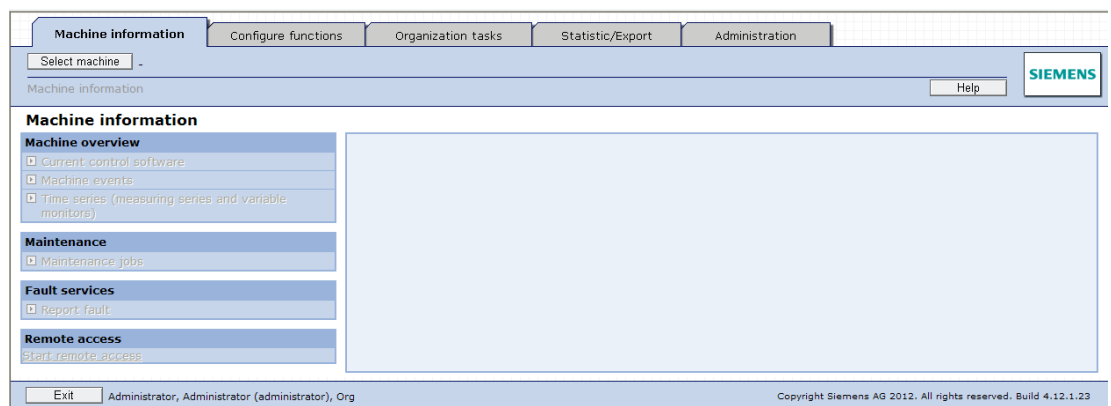 Machine information
Configure functions
Organization tasks
Statistic/Export
Administration
Select machine -
SIEMENS
Machine information
Help
Machine information
Machine overview
Current control software
Machine events
Time series (measuring series and variable
monitors)
Maintenance
Maintenance jobs
Fault services
Report fault
Remote access
Start remote access
Exit
Administrator, Administrator (administrator), Org
Copyright Siemens AG 2012. All rights reserved. Build 4.12.1.23